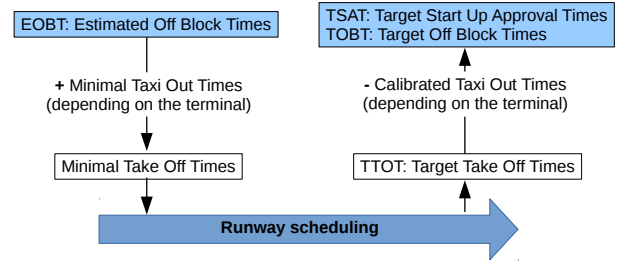 EOBT: Estimated Off Block Times
TSAT: Target Start Up Approval Times
TOBT: Target Off Block Times
+ Minimal Taxi Out Times
(depending on the terminal)
- Calibrated Taxi Out Times
(depending on the terminal)
Minimal Take Off Times
TTOT: Target Take Off Times
Runway scheduling